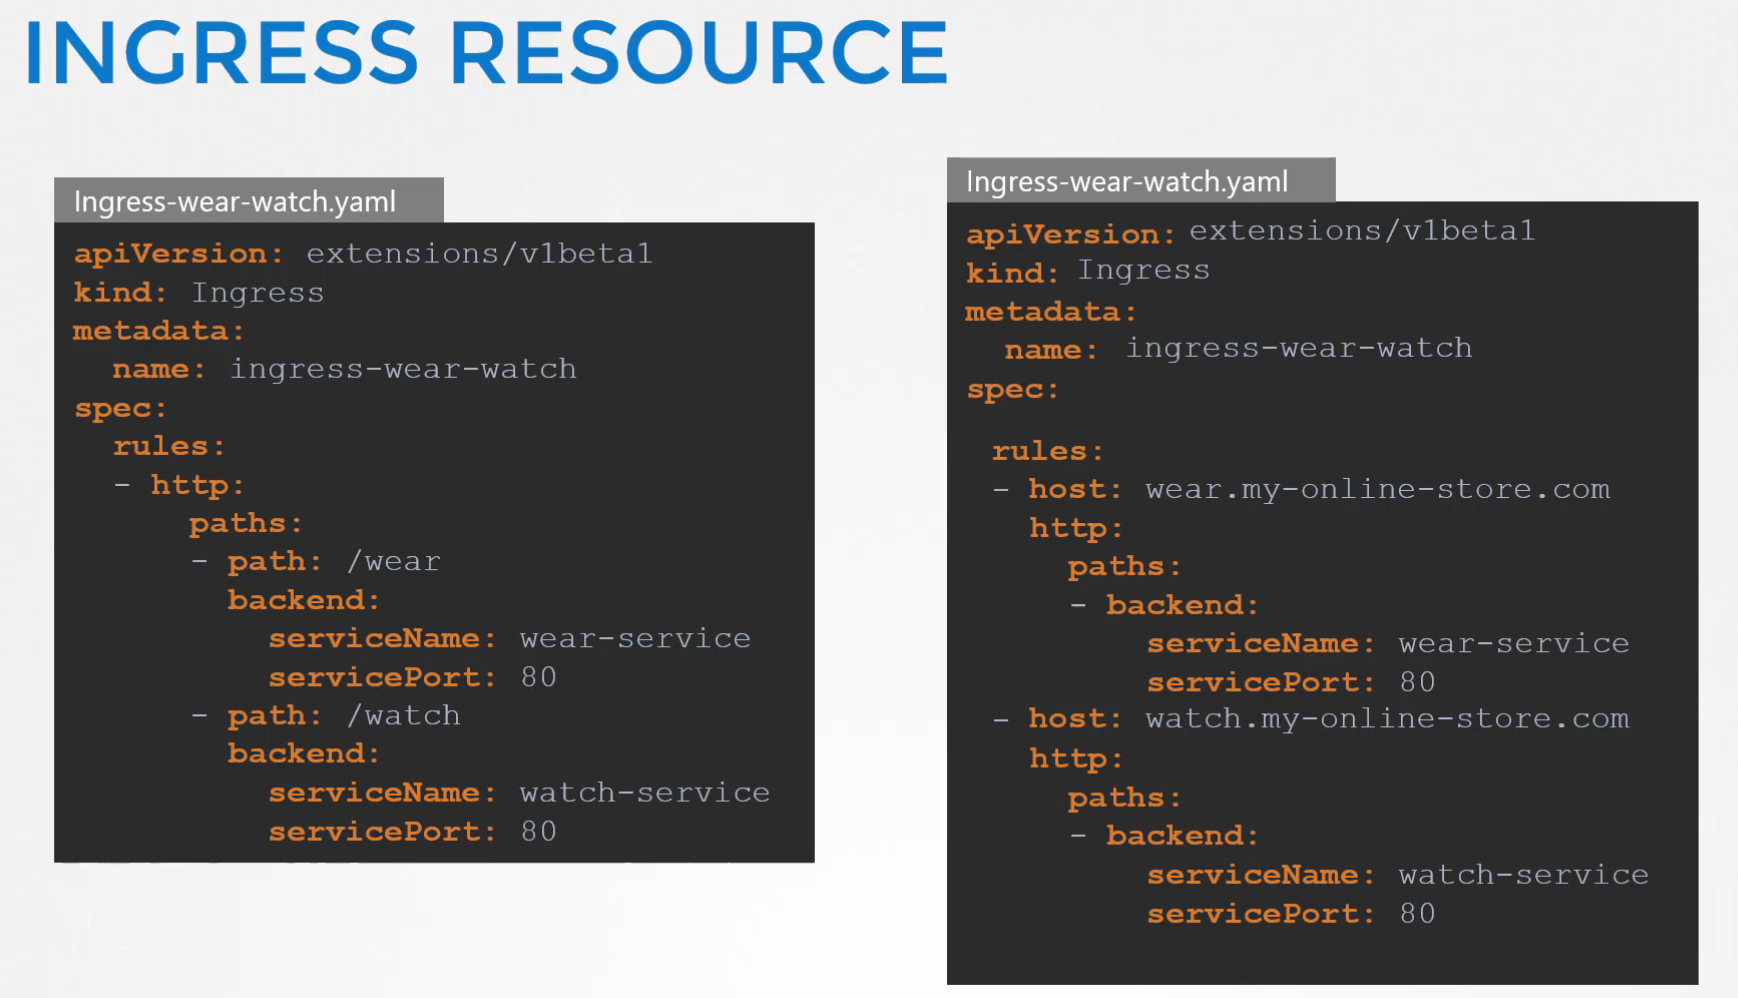 INGRESS RESOURCE
Ingress-wear-watch.yaml
apiVersion: extensions/v1beta1
kind: Ingress
metadata:
  name: ingress-wear-watch
spec:
  rules:
  - http:
      paths:
      - path: /wear
        backend:
          serviceName: wear-service
          servicePort: 80
      - path: /watch
        backend:
          serviceName: watch-service
          servicePort: 80
Ingress-wear-watch.yaml
apiVersion: extensions/v1beta1
kind: Ingress
metadata:
  name: ingress-wear-watch
spec:
  rules:
  - host: wear.my-online-store.com
    http:
      paths:
      - backend:
          serviceName: wear-service
          servicePort: 80
  - host: watch.my-online-store.com
    http:
      paths:
      - backend:
          serviceName: watch-service
          servicePort: 80